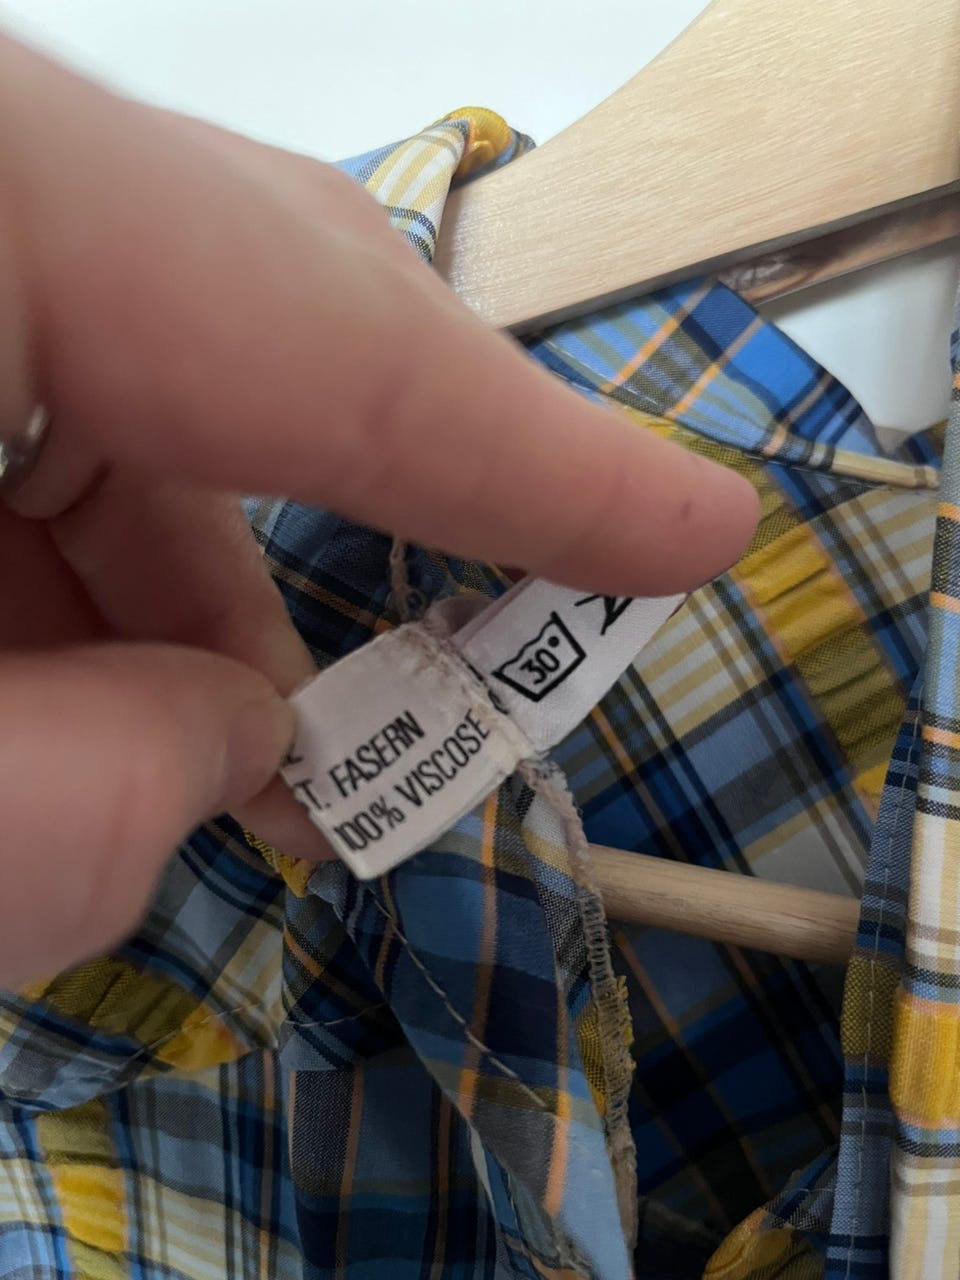 T. FASERN
100% VISCOSE
30°